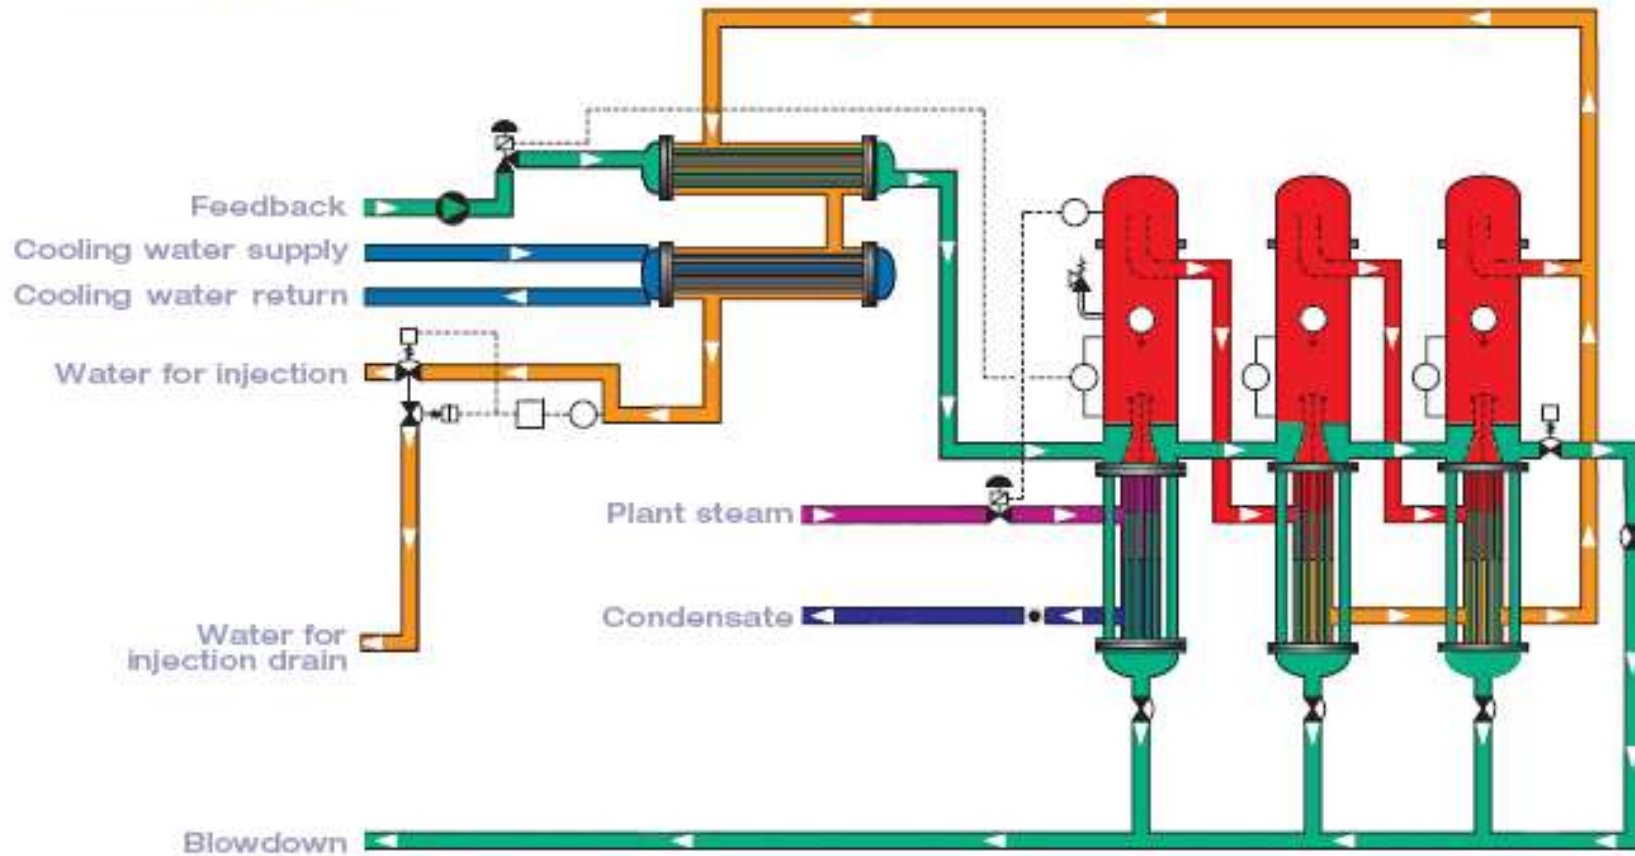 Feedback
Cooling water supply
Cooling water return
Water for injection
Plant steam
Condensate
Water for
injection drain
Blowdown